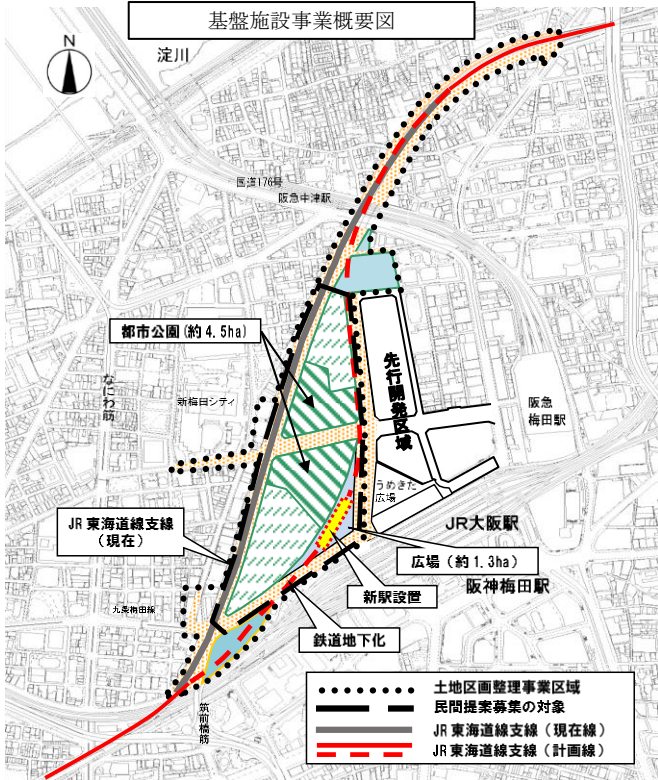 基盤施設事業概要図
N
淀川
国道176号
阪急中津駅
都市公園(約4.5ha)
先行開発区域
なにわ筋
新梅田シティ
阪急
梅田駅
うめきた
広場
JR東海道線支線
(現在)
JR大阪駅
広場(約1.3ha)
阪神梅田駅
新駅設置
九条梅田線
鉄道地下化
筑前橋筋
土地区画整理事業区域
民間提案募集の対象
JR東海道線支線(現在線)
JR東海道線支線(計画線)